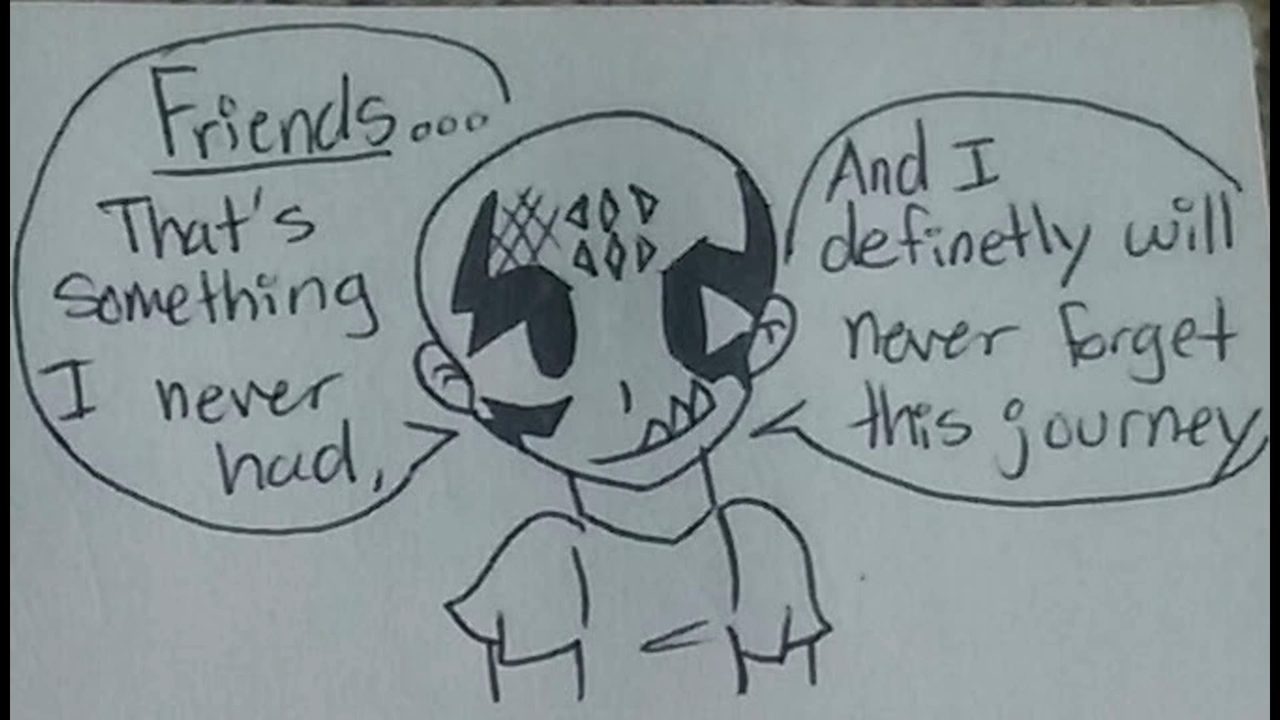 Friends...
That's
something
I never
had,
And I
definetly will
never forget
this journey